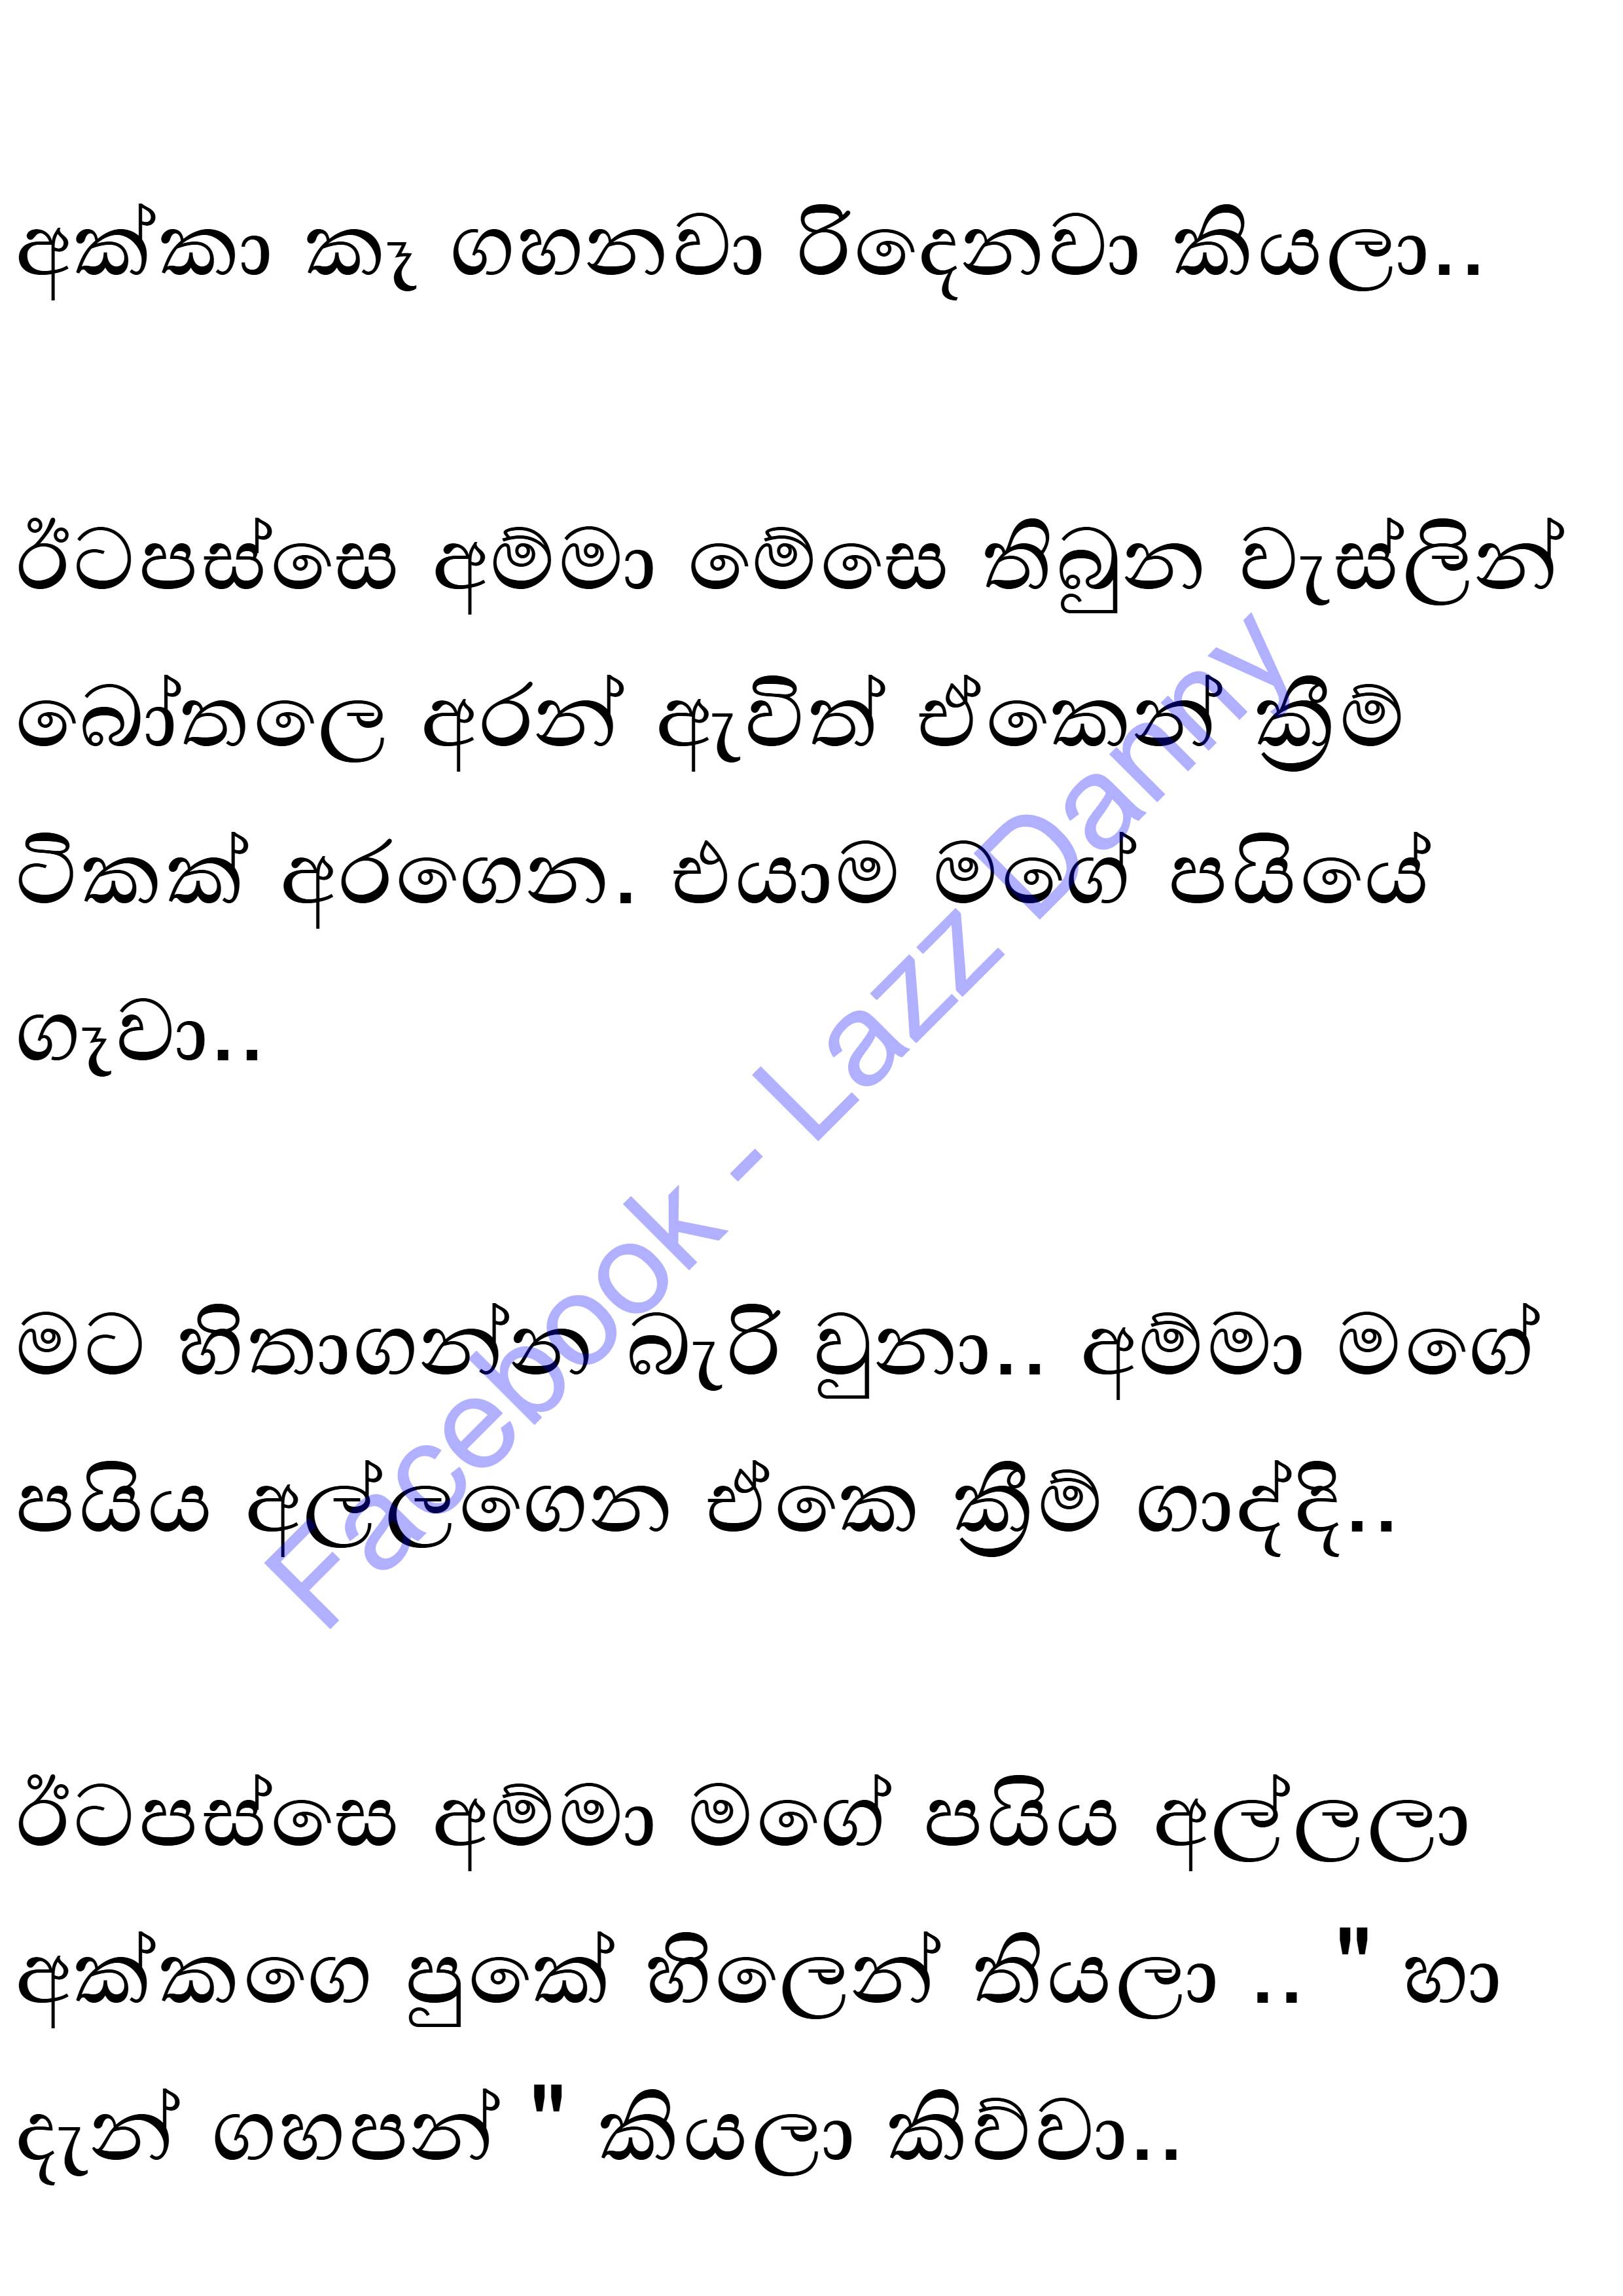 අක්කා කෑ ගහනවා රිදෙනවා කියලා..
ඊටපස්සෙ අම්මා මේසෙ තිබුන වැස්ලින්
බෝතලෙ අරන් ඇවිත් ඒකෙන් ක්‍රීම්
ටිකක් අරගෙන. එයාම මගේ පයියේ
ගෑවා..
මට හිතාගන්න බැරි වුනා.. අම්මා මගේ
පයිය අල්ලගෙන ඒකෙ ක්‍රීම් ගාද්දි..
ඊටපස්සෙ අම්මා මගේ පයිය අල්ලලා
අක්කගෙ පුකේ හිලෙන් තියලා .. " හා
දැන් ගහපන් " කියලා කිව්වා..
Facebook - Lazz Danny